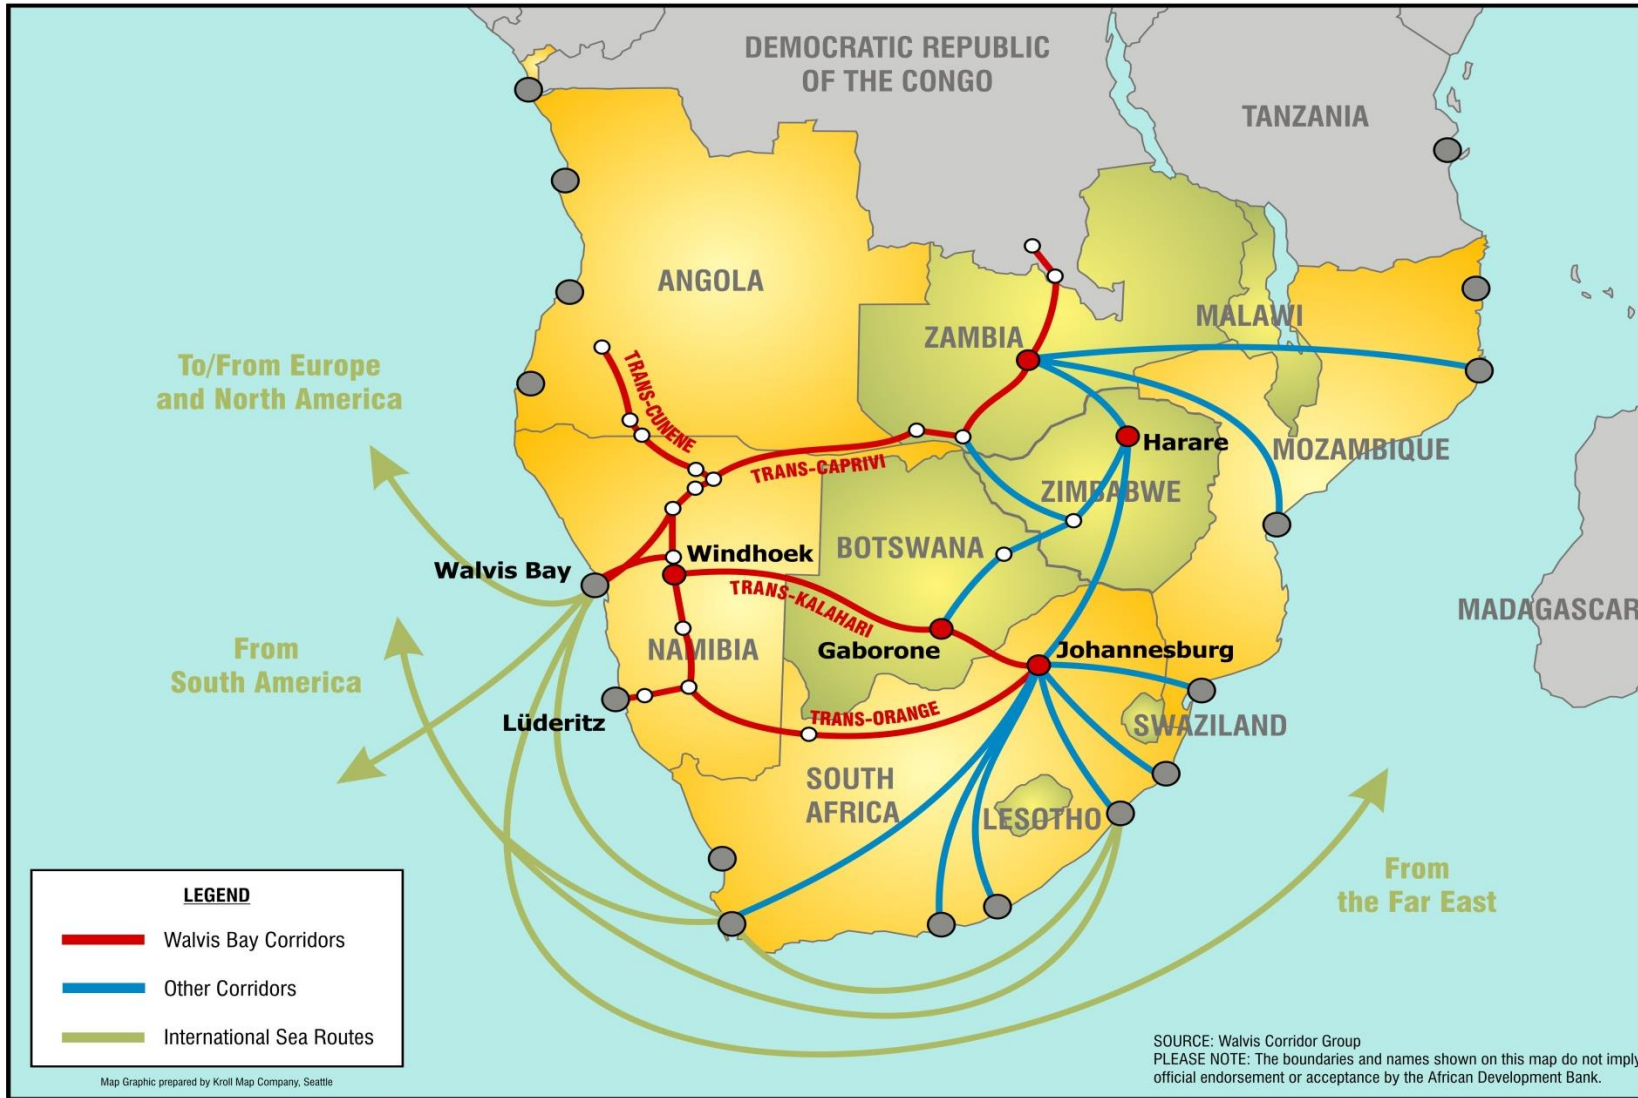 DEMOCRATIC REPUBLIC
OF THE CONGO
TANZANIA
ANGOLA
ZAMBIA
MALAWI
To/From Europe
and North America
TRANS-CUNENE
TRANS-CAPRIVI
Harare
MOZAMBIQUE
ZIMBABWE
BOTSWANA
Windhoek
Walvis Bay
TRANS-KALAHARI
MADAGASCAR
NAMIBIA
Gaborone
Johannesburg
From
South America
Lüderitz
TRANS-ORANGE
SWAZILAND
SOUTH
AFRICA
LESOTHO
From
the Far East
LEGEND
Walvis Bay Corridors
Other Corridors
International Sea Routes
Map Graphic prepared by Kroll Map Company, Seattle
SOURCE: Walvis Corridor Group
PLEASE NOTE: The boundaries and names shown on this map do not imply
official endorsement or acceptance by the African Development Bank.